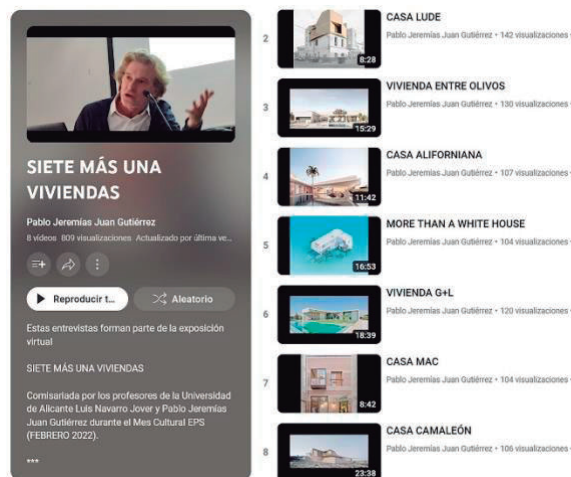 SIETE MÁS UNA
VIVIENDAS
Pablo Jeremías Juan Gutiérrez
8 vídeos 809 visualizaciones Actualizado por última ve...
Reproducir t...
Aleatorio
Estas entrevistas forman parte de la exposición
virtual
SIETE MÁS UNA VIVIENDAS
Comisariada por los profesores de la Universidad
de Alicante Luis Navarro Jover y Pablo Jeremías
Juan Gutiérrez durante el Mes Cultural EPS
(FEBRERO 2022).
***
2
8:28
CASA LUDE
Pablo Jeremías Juan Gutiérrez • 142 visualizaciones •
3
15:29
VIVIENDA ENTRE OLIVOS
Pablo Jeremías Juan Gutiérrez • 130 visualizaciones •
4
11:42
CASA ALIFORNIANA
Pablo Jeremías Juan Gutiérrez • 107 visualizaciones •
5
16:53
MORE THAN A WHITE HOUSE
Pablo Jeremías Juan Gutiérrez • 104 visualizaciones •
6
18:39
VIVIENDA G+L
Pablo Jeremías Juan Gutiérrez • 120 visualizaciones •
7
8:42
CASA MAC
Pablo Jeremías Juan Gutiérrez • 104 visualizaciones •
8
23:38
CASA CAMALEÓN
Pablo Jeremías Juan Gutiérrez • 106 visualizaciones •